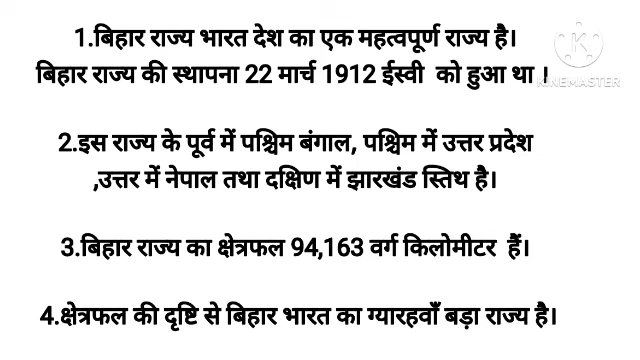 1.बिहार राज्य भारत देश का एक महत्वपूर्ण राज्य है।
बिहार राज्य की स्थापना 22 मार्च 1912 ईस्वी को हुआ था ।
2.इस राज्य के पूर्व में पश्चिम बंगाल, पश्चिम में उत्तर प्रदेश
,उत्तर में नेपाल तथा दक्षिण में झारखंड स्तिथ है।
3.बिहार राज्य का क्षेत्रफल 94,163 वर्ग किलोमीटर हैं।
4.क्षेत्रफल की दृष्टि से बिहार भारत का ग्यारहवाँ बड़ा राज्य है।
KINEMASTER